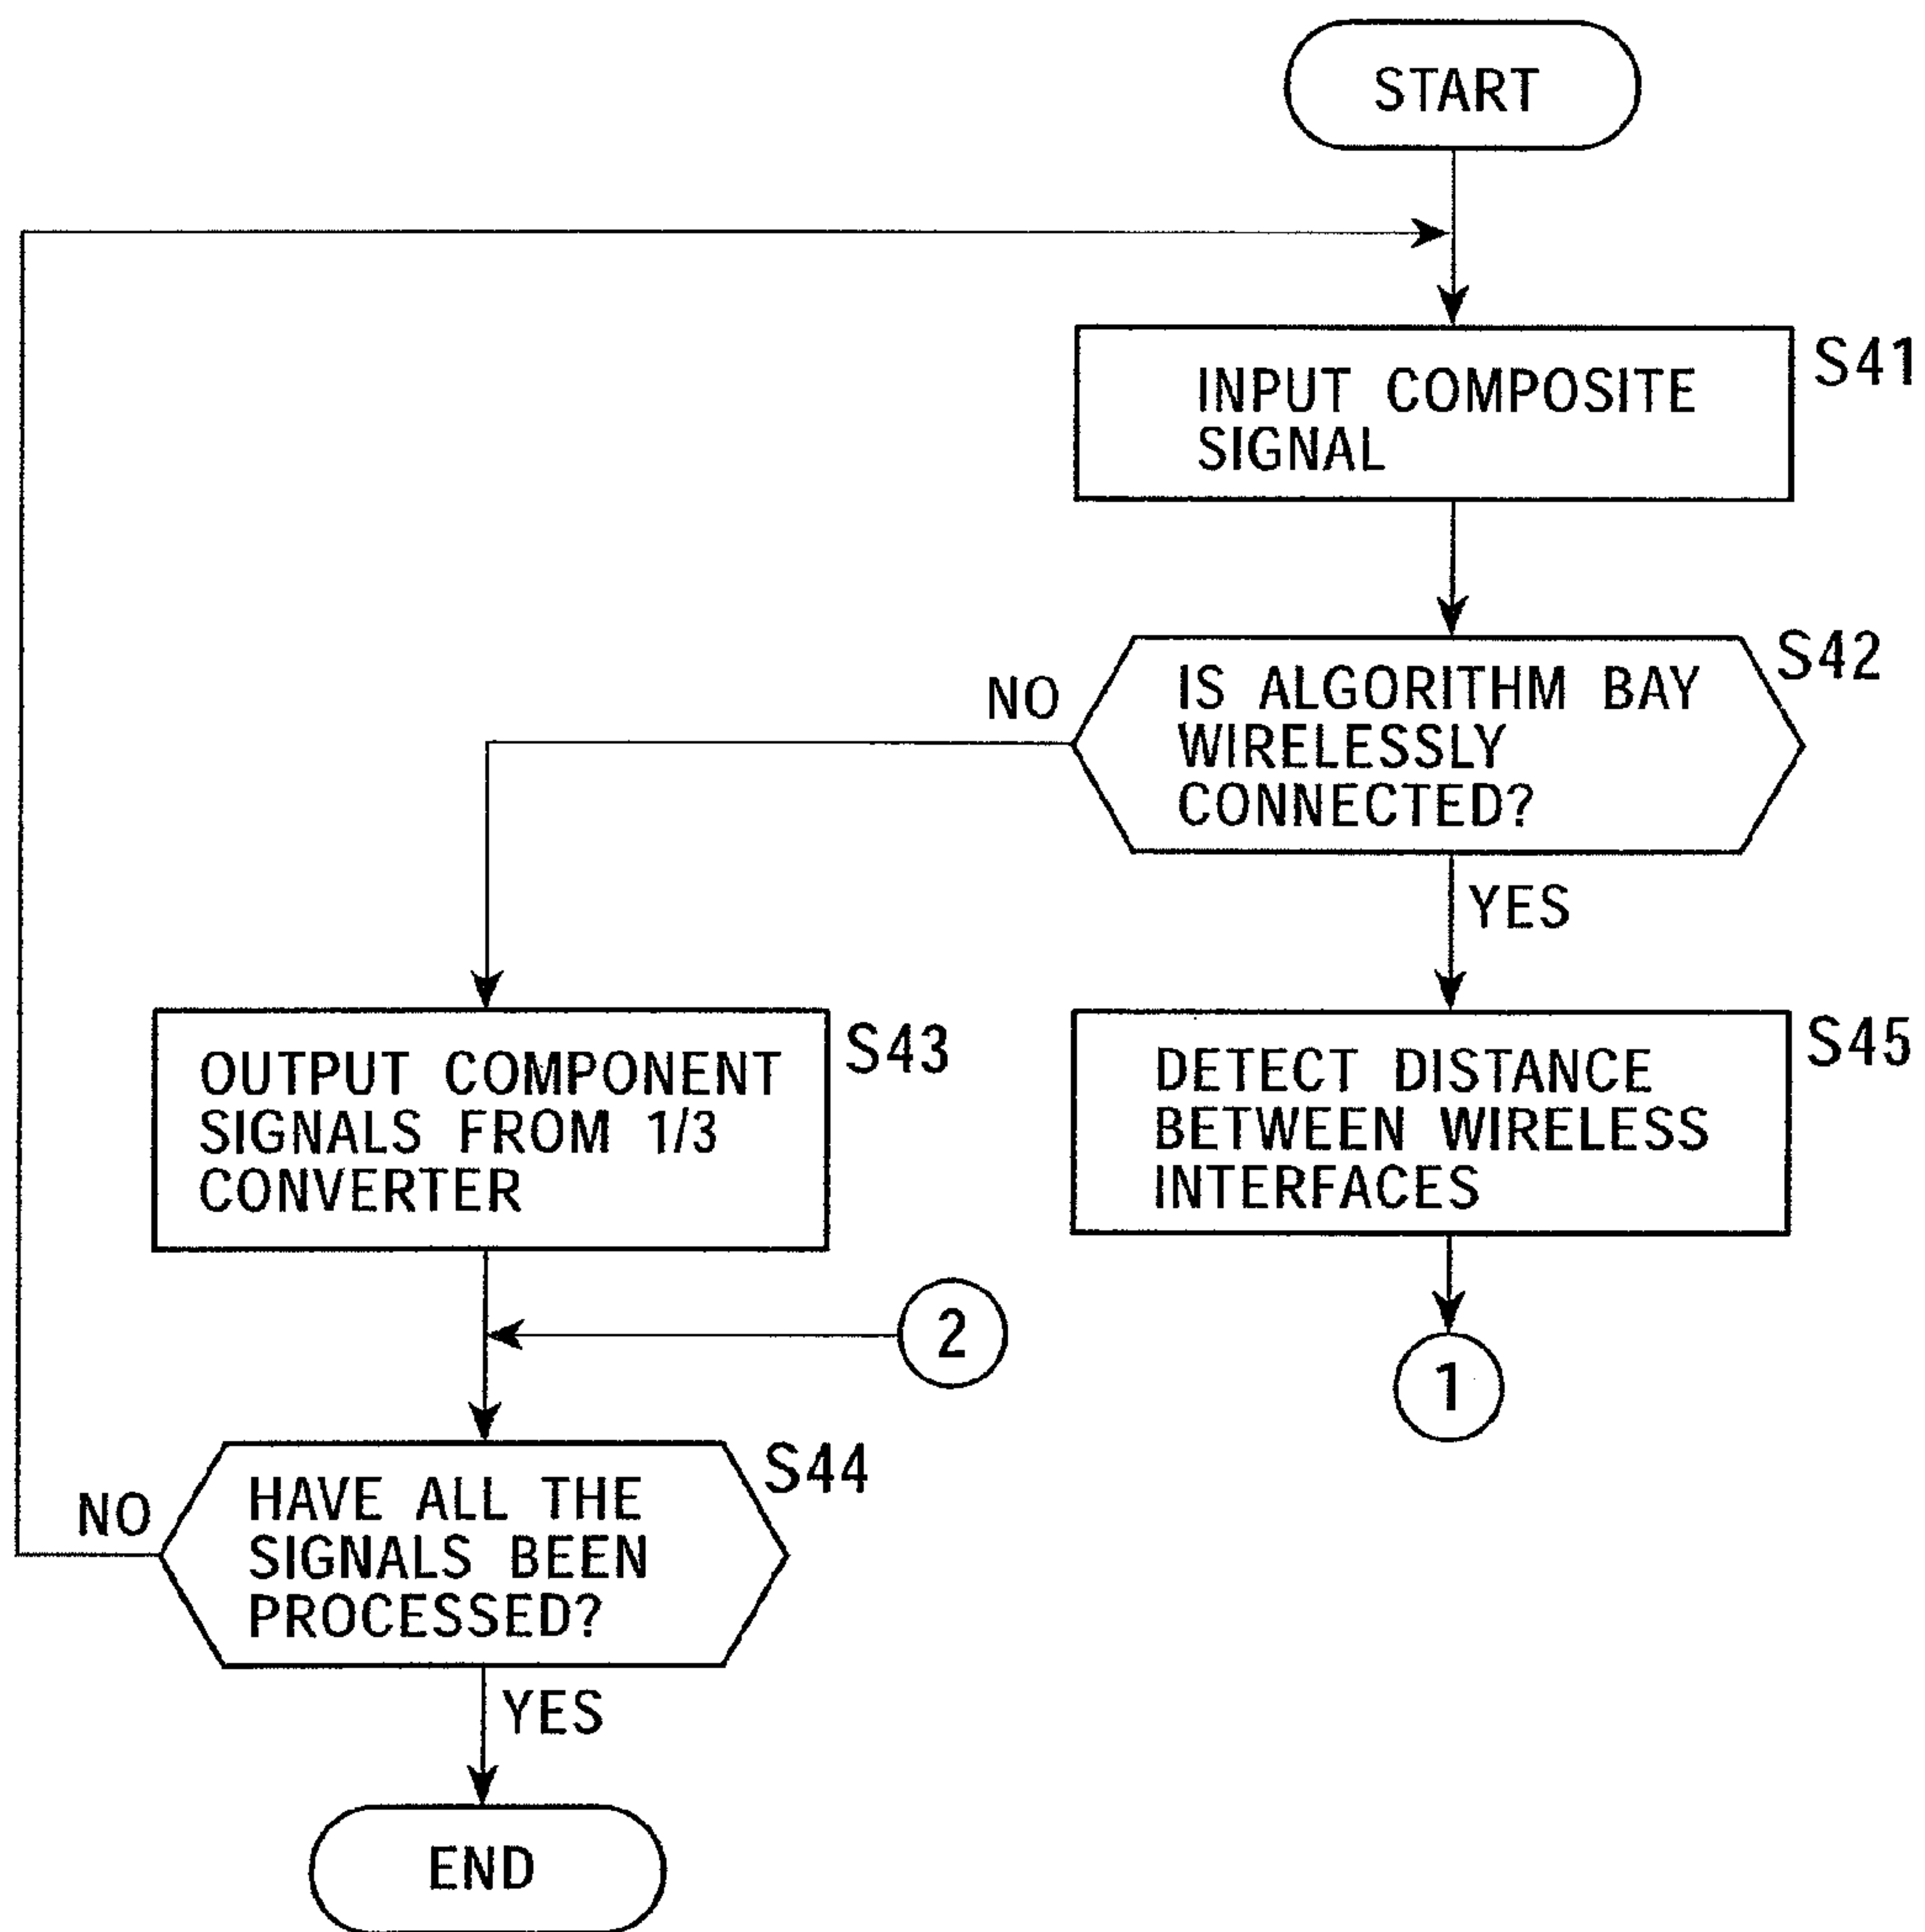 START
INPUT COMPOSITE
SIGNAL
S41
IS ALGORITHM BAY
WIRELESSLY
CONNECTED?
S42
NO
YES
OUTPUT COMPONENT
SIGNALS FROM 1/3
CONVERTER
S43
DETECT DISTANCE
BETWEEN WIRELESS
INTERFACES
S45
2
1
HAVE ALL THE
SIGNALS BEEN
PROCESSED?
S44
NO
YES
END